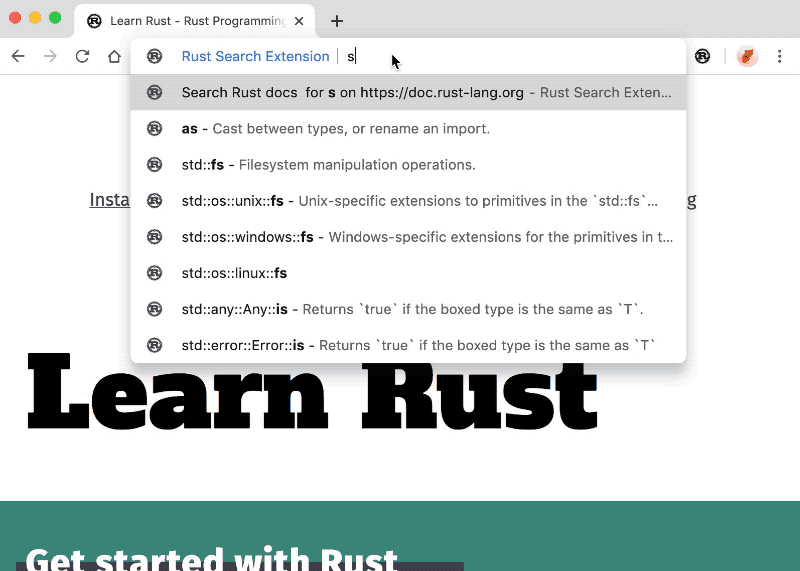 Learn Rust - Rust Programming
Rust Search Extension | s
Search Rust docs for s on https://doc.rust-lang.org - Rust Search Exten...
as - Cast between types, or rename an import.
std::fs - Filesystem manipulation operations.
Insta
std::os::unix::fs - Unix-specific extensions to primitives in the `std::fs`...
g
std::os::windows::fs - Windows-specific extensions for the primitives in t...
std::os::linux::fs
std::any::Any::is - Returns `true` if the boxed type is the same as `T`.
std::error::Error::is - Returns `true` if the boxed type is the same as `T`
Learn Rust
Get started with Rust